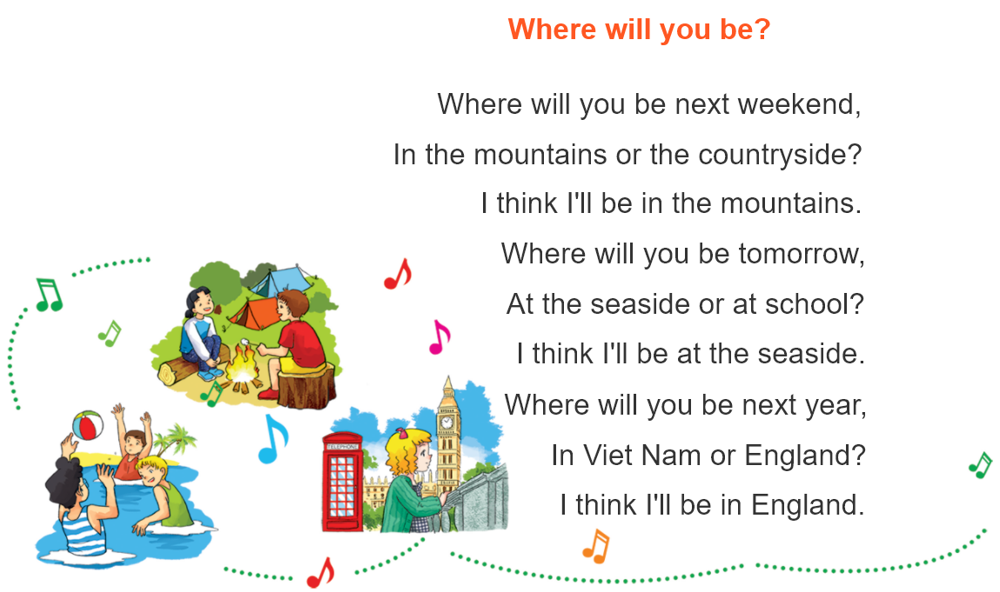 Where will you be?
Where will you be next weekend,
In the mountains or the countryside?
I think I'll be in the mountains.
Where will you be tomorrow,
At the seaside or at school?
I think I'll be at the seaside.
Where will you be next year,
In Viet Nam or England?
I think I'll be in England.
TELEPHONE